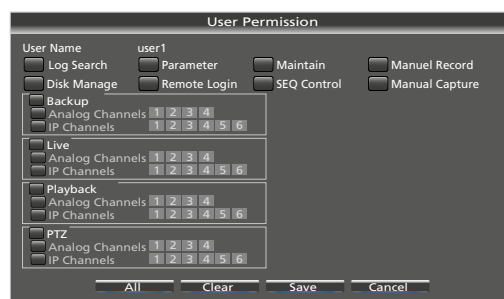 User Permission
User Name user1
Log Search Parameter Maintain Manuel Record
Disk Manage Remote Login SEQ Control Manual Capture
Backup
Analog Channels 1 2 3 4
IP Channels 1 2 3 4 5 6
Live
Analog Channels 1 2 3 4
IP Channels 1 2 3 4 5 6
Playback
Analog Channels 1 2 3 4
IP Channels 1 2 3 4 5 6
PTZ
Analog Channels 1 2 3 4
IP Channels 1 2 3 4 5 6
All Clear Save Cancel